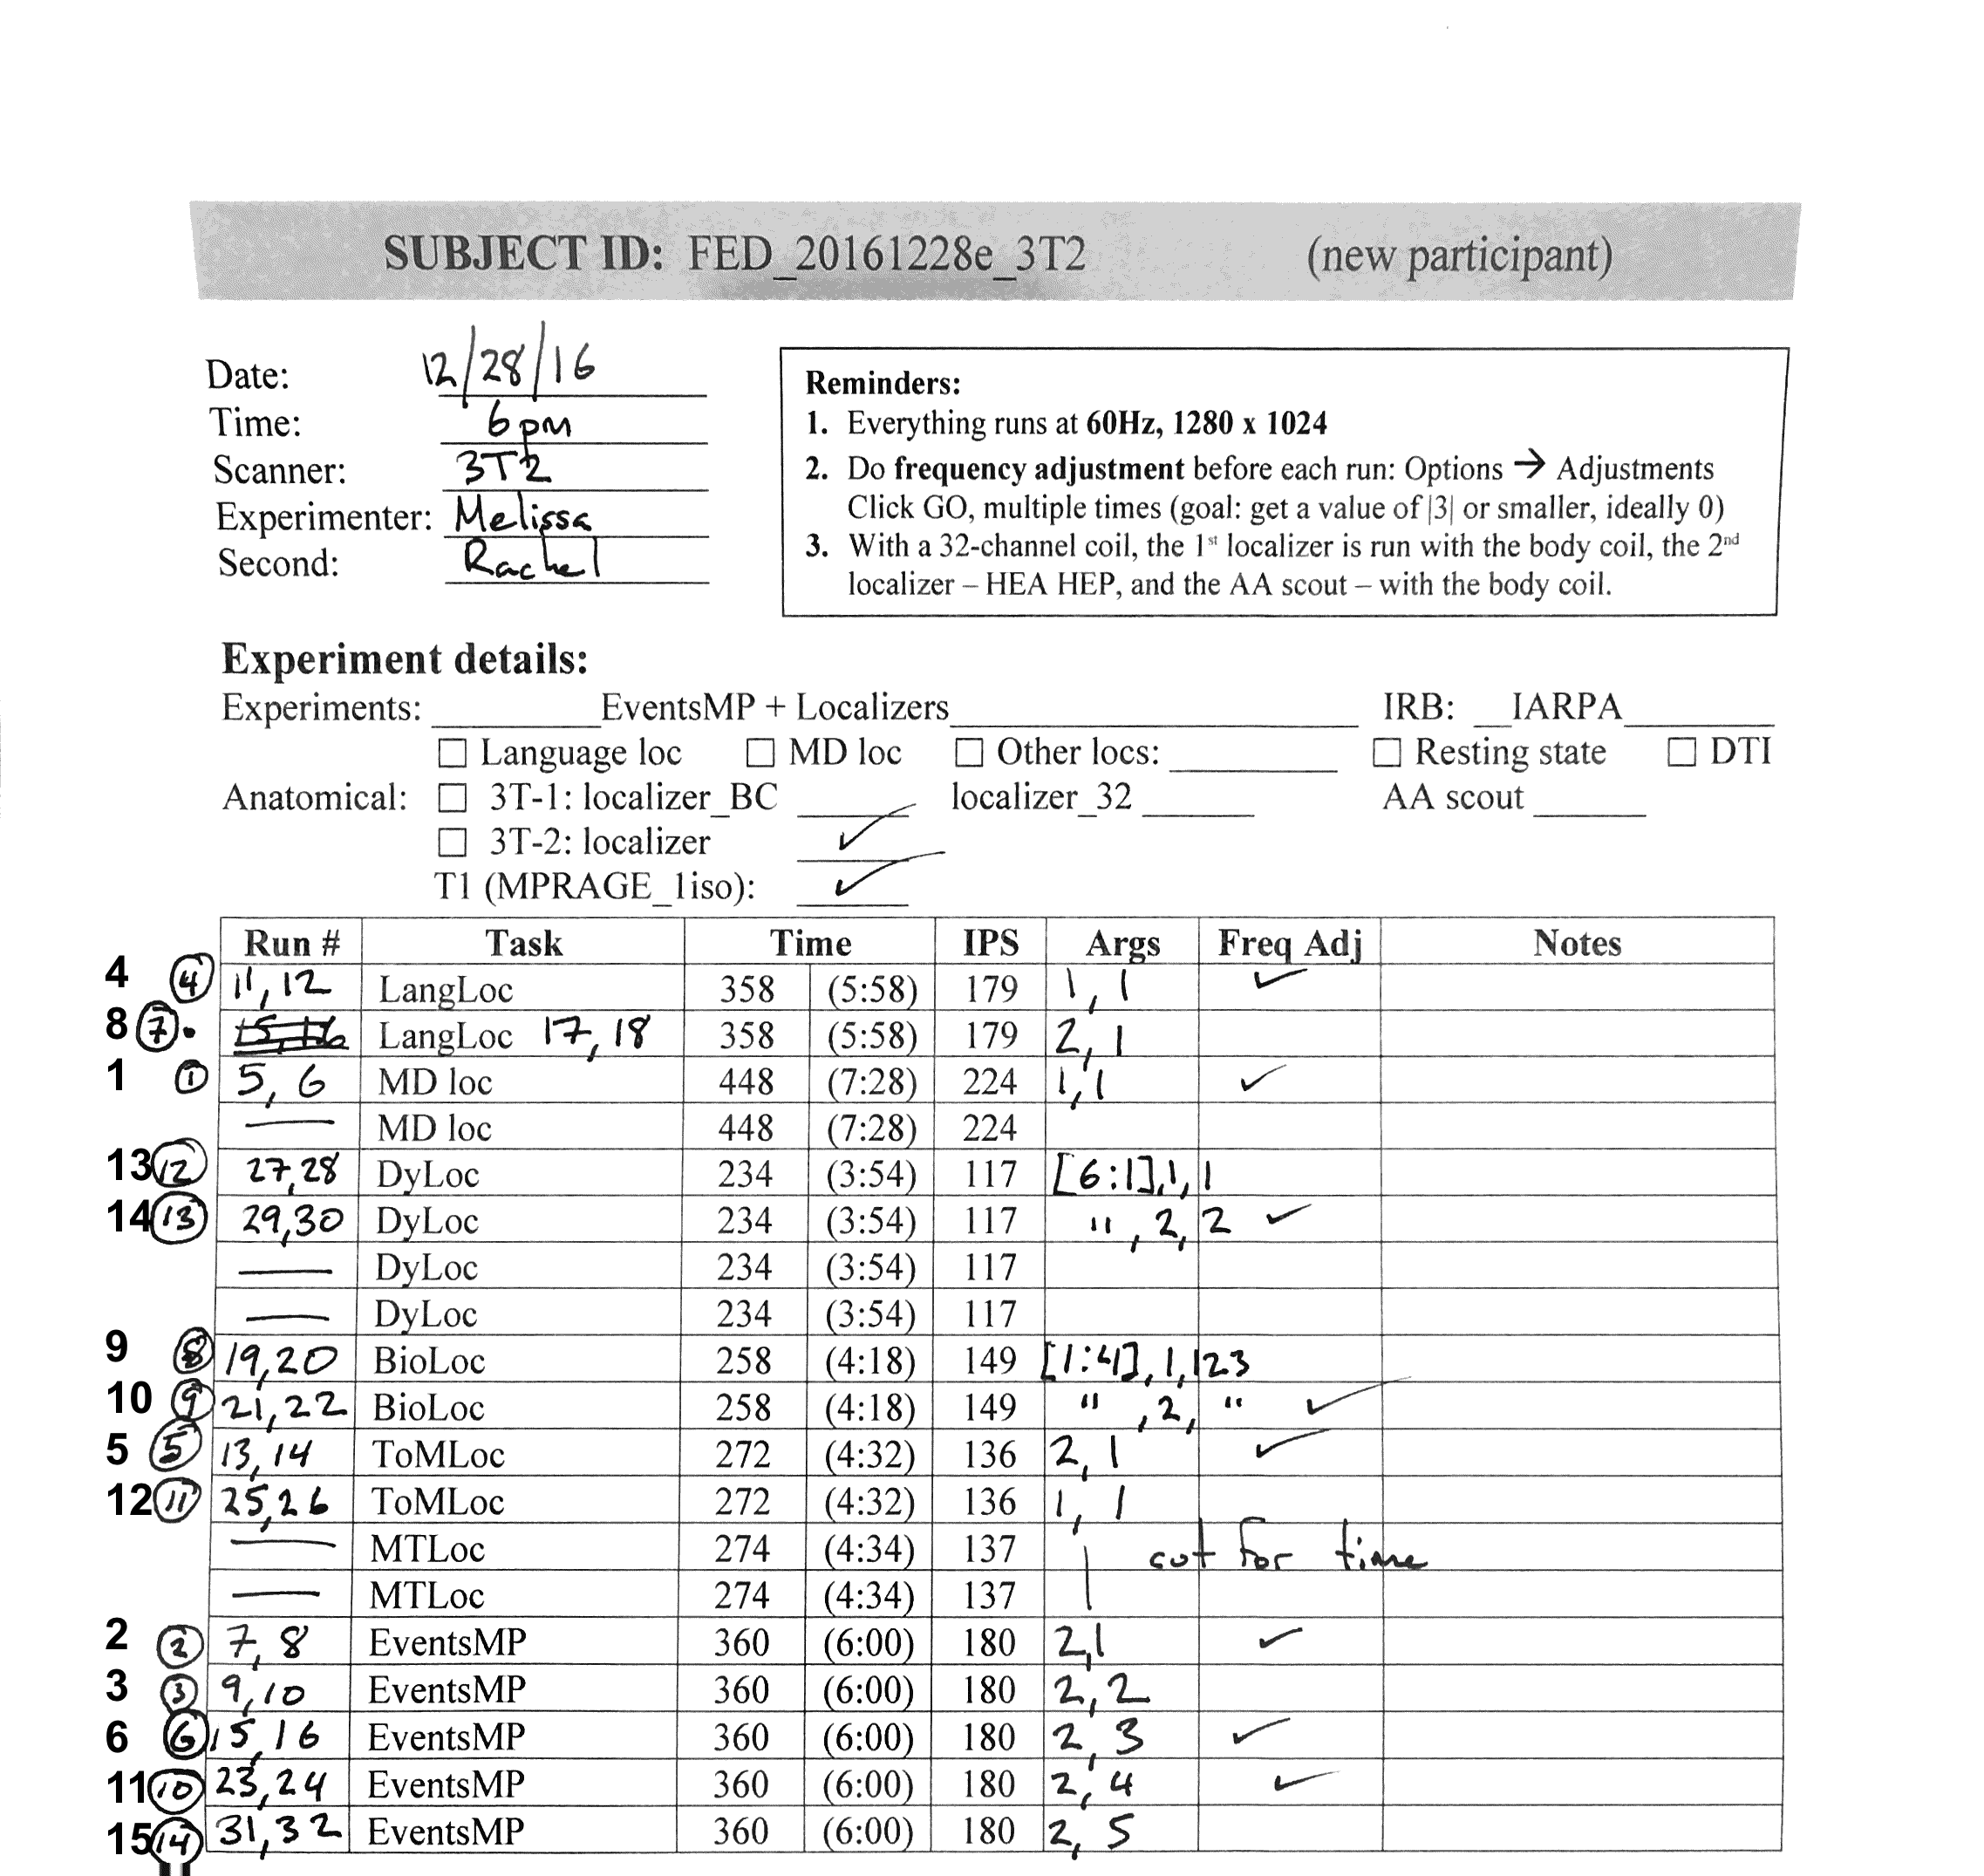 SUBJECT ID: FED_20161228e_3T2 (new participant)
Date: 12/28/16
Time: 6pm
Scanner: 3T2
Experimenter: Melissa
Second: Rachel
Reminders:
1. Everything runs at 60Hz, 1280 x 1024
2. Do frequency adjustment before each run: Options → Adjustments
Click GO, multiple times (goal: get a value of |3| or smaller, ideally 0)
3. With a 32-channel coil, the 1st localizer is run with the body coil, the 2nd
localizer – HEA HEP, and the AA scout – with the body coil.
Experiment details:
Experiments: ________EventsMP + Localizers____________________ IRB: __IARPA_______
☐ Language loc ☐ MD loc ☐ Other locs: ________ ☐ Resting state ☐ DTI
Anatomical: ☐ 3T-1: localizer_BC ______ localizer_32 ______ AA scout ______
☐ 3T-2: localizer ✓
T1 (MPRAGE_1iso): ✓
Run # Task Time IPS Args Freq Adj Notes
4 ④ 11, 12 LangLoc 358 (5:58) 179 1, 1 ✓
8 ⑦. 15, 16 LangLoc 17, 18 358 (5:58) 179 2, 1
1 ① 5, 6 MD loc 448 (7:28) 224 1, 1 ✓
— MD loc 448 (7:28) 224
13 ⑫ 27,28 DyLoc 234 (3:54) 117 [6:1],1,1
14 ⑬ 29,30 DyLoc 234 (3:54) 117 " , 2, 2 ✓
— DyLoc 234 (3:54) 117
— DyLoc 234 (3:54) 117
9 ⑧ 19,20 BioLoc 258 (4:18) 149 [1:4],1,123
10 ⑨ 21,22 BioLoc 258 (4:18) 149 " ,2, " ✓
5 ⑤ 13,14 ToMLoc 272 (4:32) 136 2, 1 ✓
12 ⑪ 25,26 ToMLoc 272 (4:32) 136 1, 1
— MTLoc 274 (4:34) 137 cut for time
— MTLoc 274 (4:34) 137
2 ② 7, 8 EventsMP 360 (6:00) 180 2,1 ✓
3 ③ 9,10 EventsMP 360 (6:00) 180 2, 2
6 ⑥ 15,16 EventsMP 360 (6:00) 180 2, 3 ✓
11 ⑩ 23,24 EventsMP 360 (6:00) 180 2, 4 ✓
15 ⑭ 31,32 EventsMP 360 (6:00) 180 2, 5